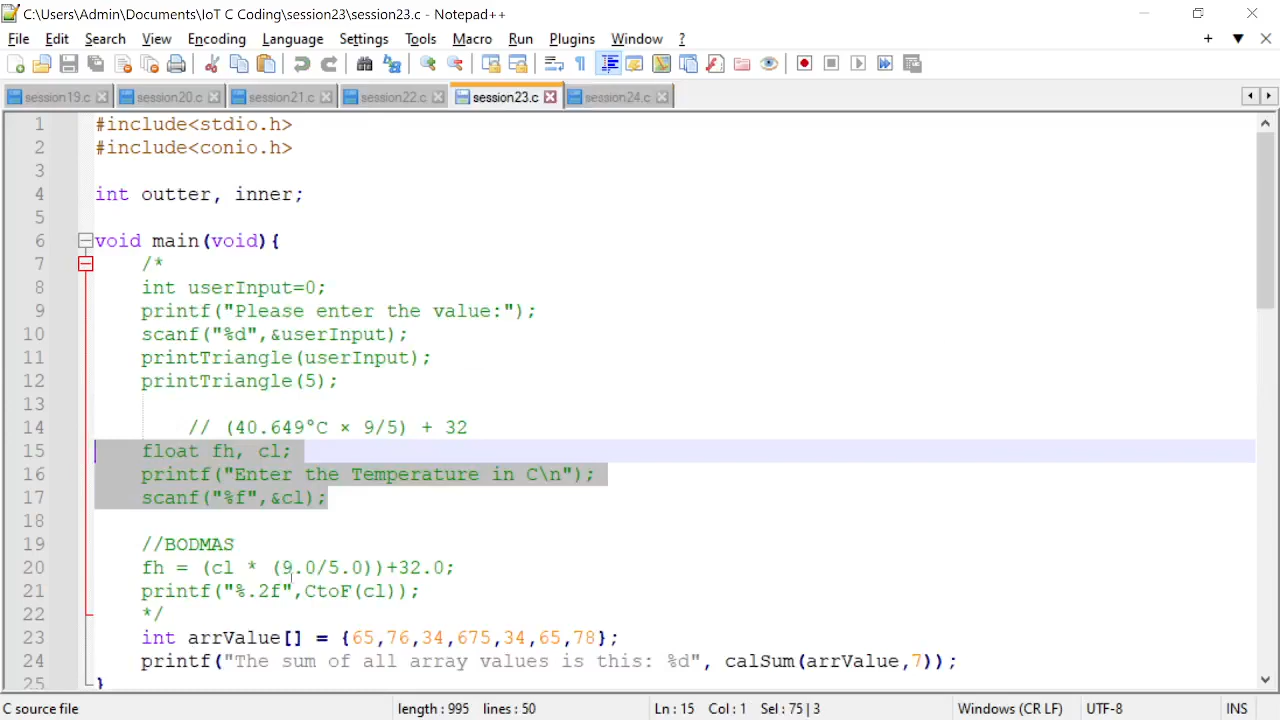 C:\Users\Admin\Documents\IoT C Coding\session23\session23.c - Notepad++
File Edit Search View Encoding Language Settings Tools Macro Run Plugins Window ?
session19.c session20.c session21.c session22.c session23.c session24.c
1 #include<stdio.h>
2 #include<conio.h>
3
4 int outter, inner;
5
6 void main(void){
7 /*
8 int userInput=0;
9 printf("Please enter the value:");
10 scanf("%d",&userInput);
11 printTriangle(userInput);
12 printTriangle(5);
13
14 // (40.649°C × 9/5) + 32
15 float fh, cl;
16 printf("Enter the Temperature in C\n");
17 scanf("%f",&cl);
18
19 //BODMAS
20 fh = (cl * (9.0/5.0))+32.0;
21 printf("%.2f",CtoF(cl));
22 */
23 int arrValue[] = {65,76,34,675,34,65,78};
24 printf("The sum of all array values is this: %d", calSum(arrValue,7));
25 }
C source file length : 995 lines : 50 Ln : 15 Col : 1 Sel : 75 | 3 Windows (CR LF) UTF-8 INS